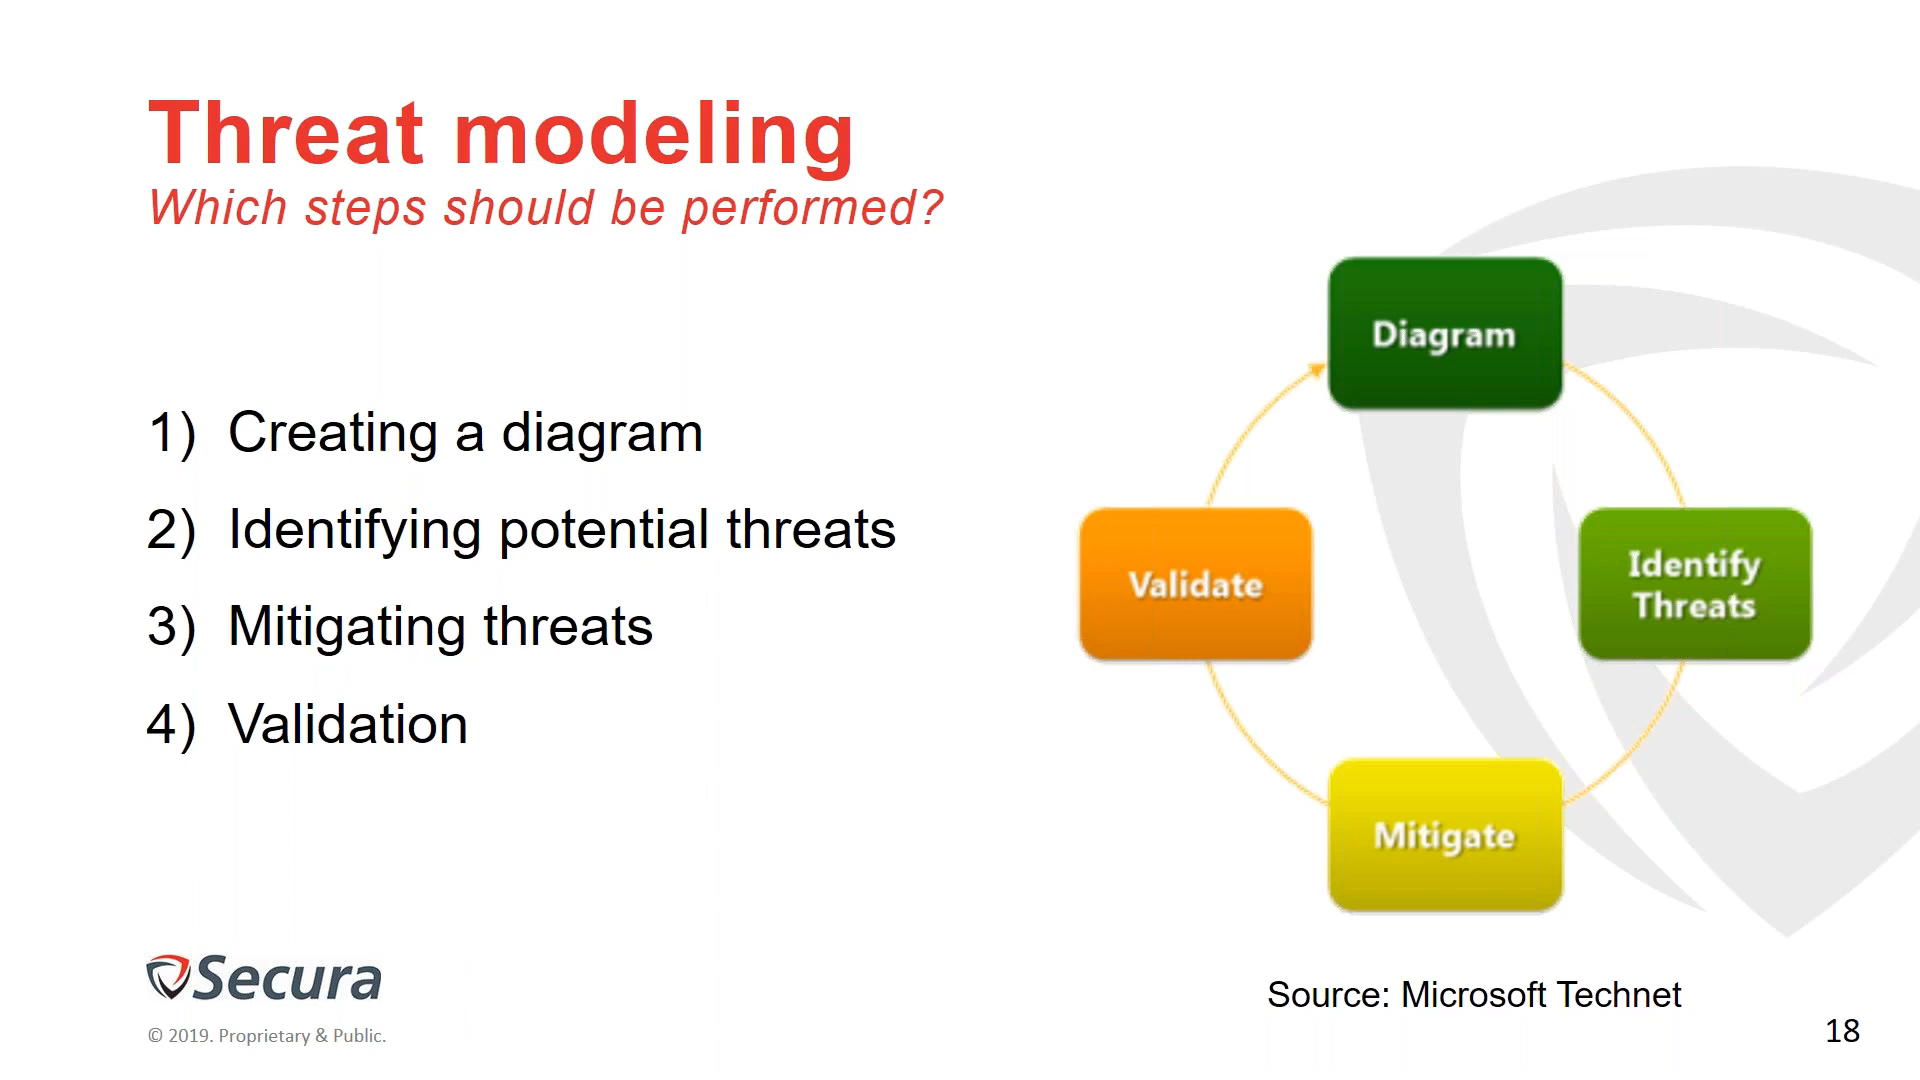 Threat modeling
Which steps should be performed?
1) Creating a diagram
2) Identifying potential threats
3) Mitigating threats
4) Validation
Diagram
Identify
Threats
Mitigate
Validate
Source: Microsoft Technet
Secura
© 2019. Proprietary & Public.
18